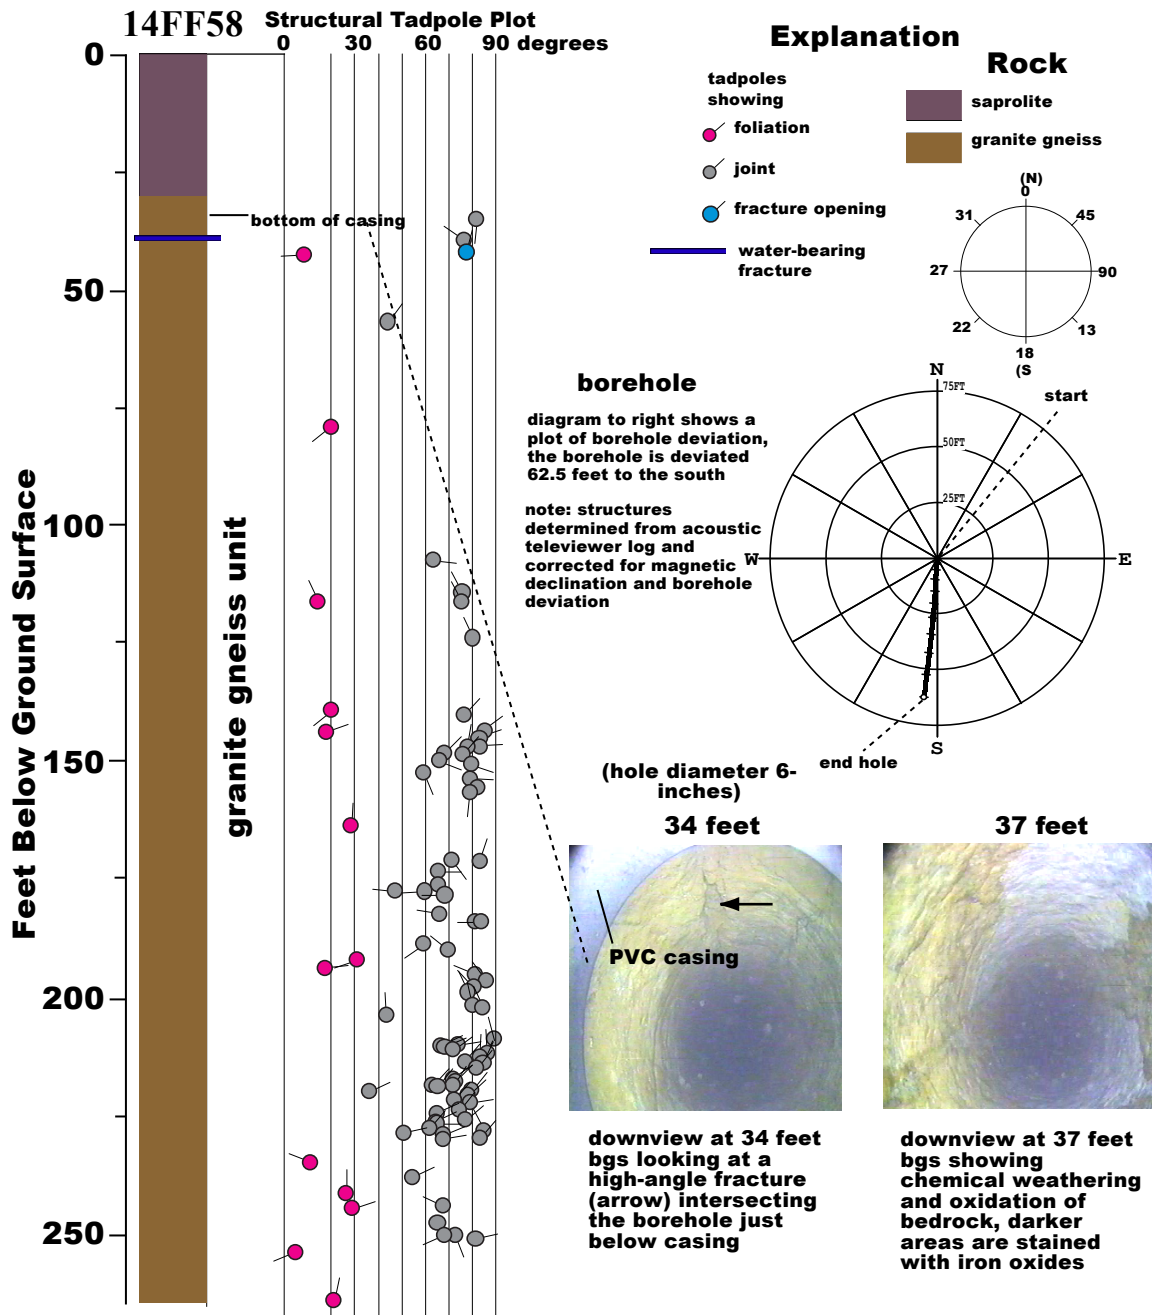 14FF58
Structural Tadpole Plot
0 30 60 90 degrees
0
50
100
150
200
250
Feet Below Ground Surface
granite gneiss unit
bottom of casing
Explanation
tadpoles
showing
foliation
joint
fracture opening
water-bearing
fracture
Rock
saprolite
granite gneiss
(N)
0
31
45
27
90
22
13
18
(S
borehole
diagram to right shows a
plot of borehole deviation,
the borehole is deviated
62.5 feet to the south
note: structures
determined from acoustic
televiewer log and
corrected for magnetic
declination and borehole
deviation
N
75FT
50FT
25FT
start
W
E
S
end hole
(hole diameter 6-
inches)
34 feet
37 feet
PVC casing
downview at 34 feet
bgs looking at a
high-angle fracture
(arrow) intersecting
the borehole just
below casing
downview at 37 feet
bgs showing
chemical weathering
and oxidation of
bedrock, darker
areas are stained
with iron oxides